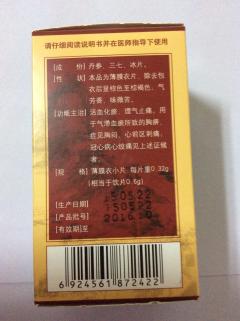 请仔细阅读说明书并在医师指导下使用
[成 份] 丹参、三七、冰片。
[性 状] 本品为薄膜衣片，除去包
衣后显棕色至棕褐色，气
芳香，味微苦。
[功能主治] 活血化瘀，理气止痛。用
于气滞血瘀所致的胸痹，
症见胸闷、心前区刺痛；
冠心病心绞痛见上述证候者。
[规 格] 薄膜衣小片 每片重0.32g
(相当于饮片0.6g)
[生产日期]
[产品批号]
[有效期]至
6 924561 872422